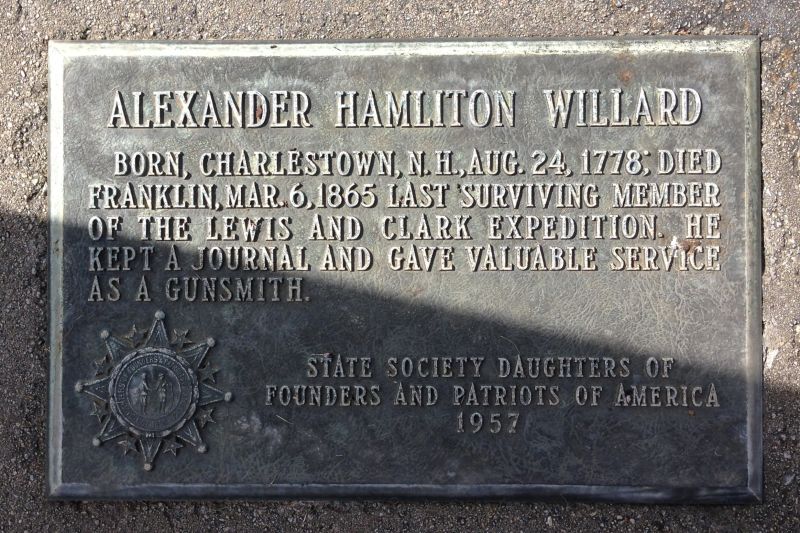 ALEXANDER HAMLITON WILLARD
BORN, CHARLESTOWN, N.H., AUG. 24, 1778; DIED
FRANKLIN, MAR. 6, 1865 LAST SURVIVING MEMBER
OF THE LEWIS AND CLARK EXPEDITION. HE
KEPT A JOURNAL AND GAVE VALUABLE SERVICE
AS A GUNSMITH.
STATE SOCIETY DAUGHTERS OF
FOUNDERS AND PATRIOTS OF AMERICA
1957